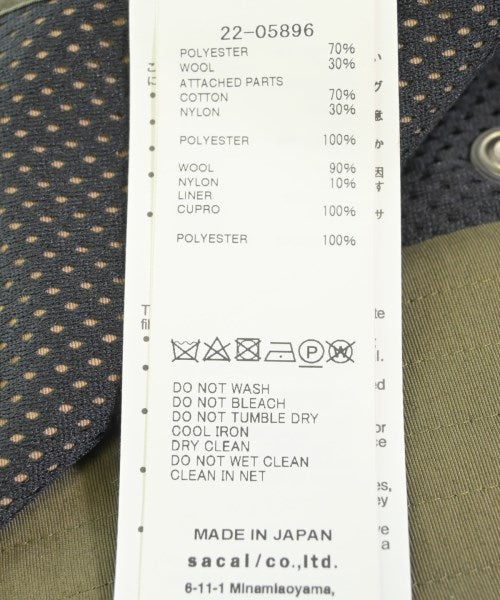 22-05896
POLYESTER 70%
WOOL 30%
ATTACHED PARTS
COTTON 70%
NYLON 30%
POLYESTER 100%
WOOL 90%
NYLON 10%
LINER
CUPRO 100%
POLYESTER 100%
P W
DO NOT WASH
DO NOT BLEACH
DO NOT TUMBLE DRY
COOL IRON
DRY CLEAN
DO NOT WET CLEAN
CLEAN IN NET
MADE IN JAPAN
sacai/co.,ltd.
6-11-1 Minamiaoyama,